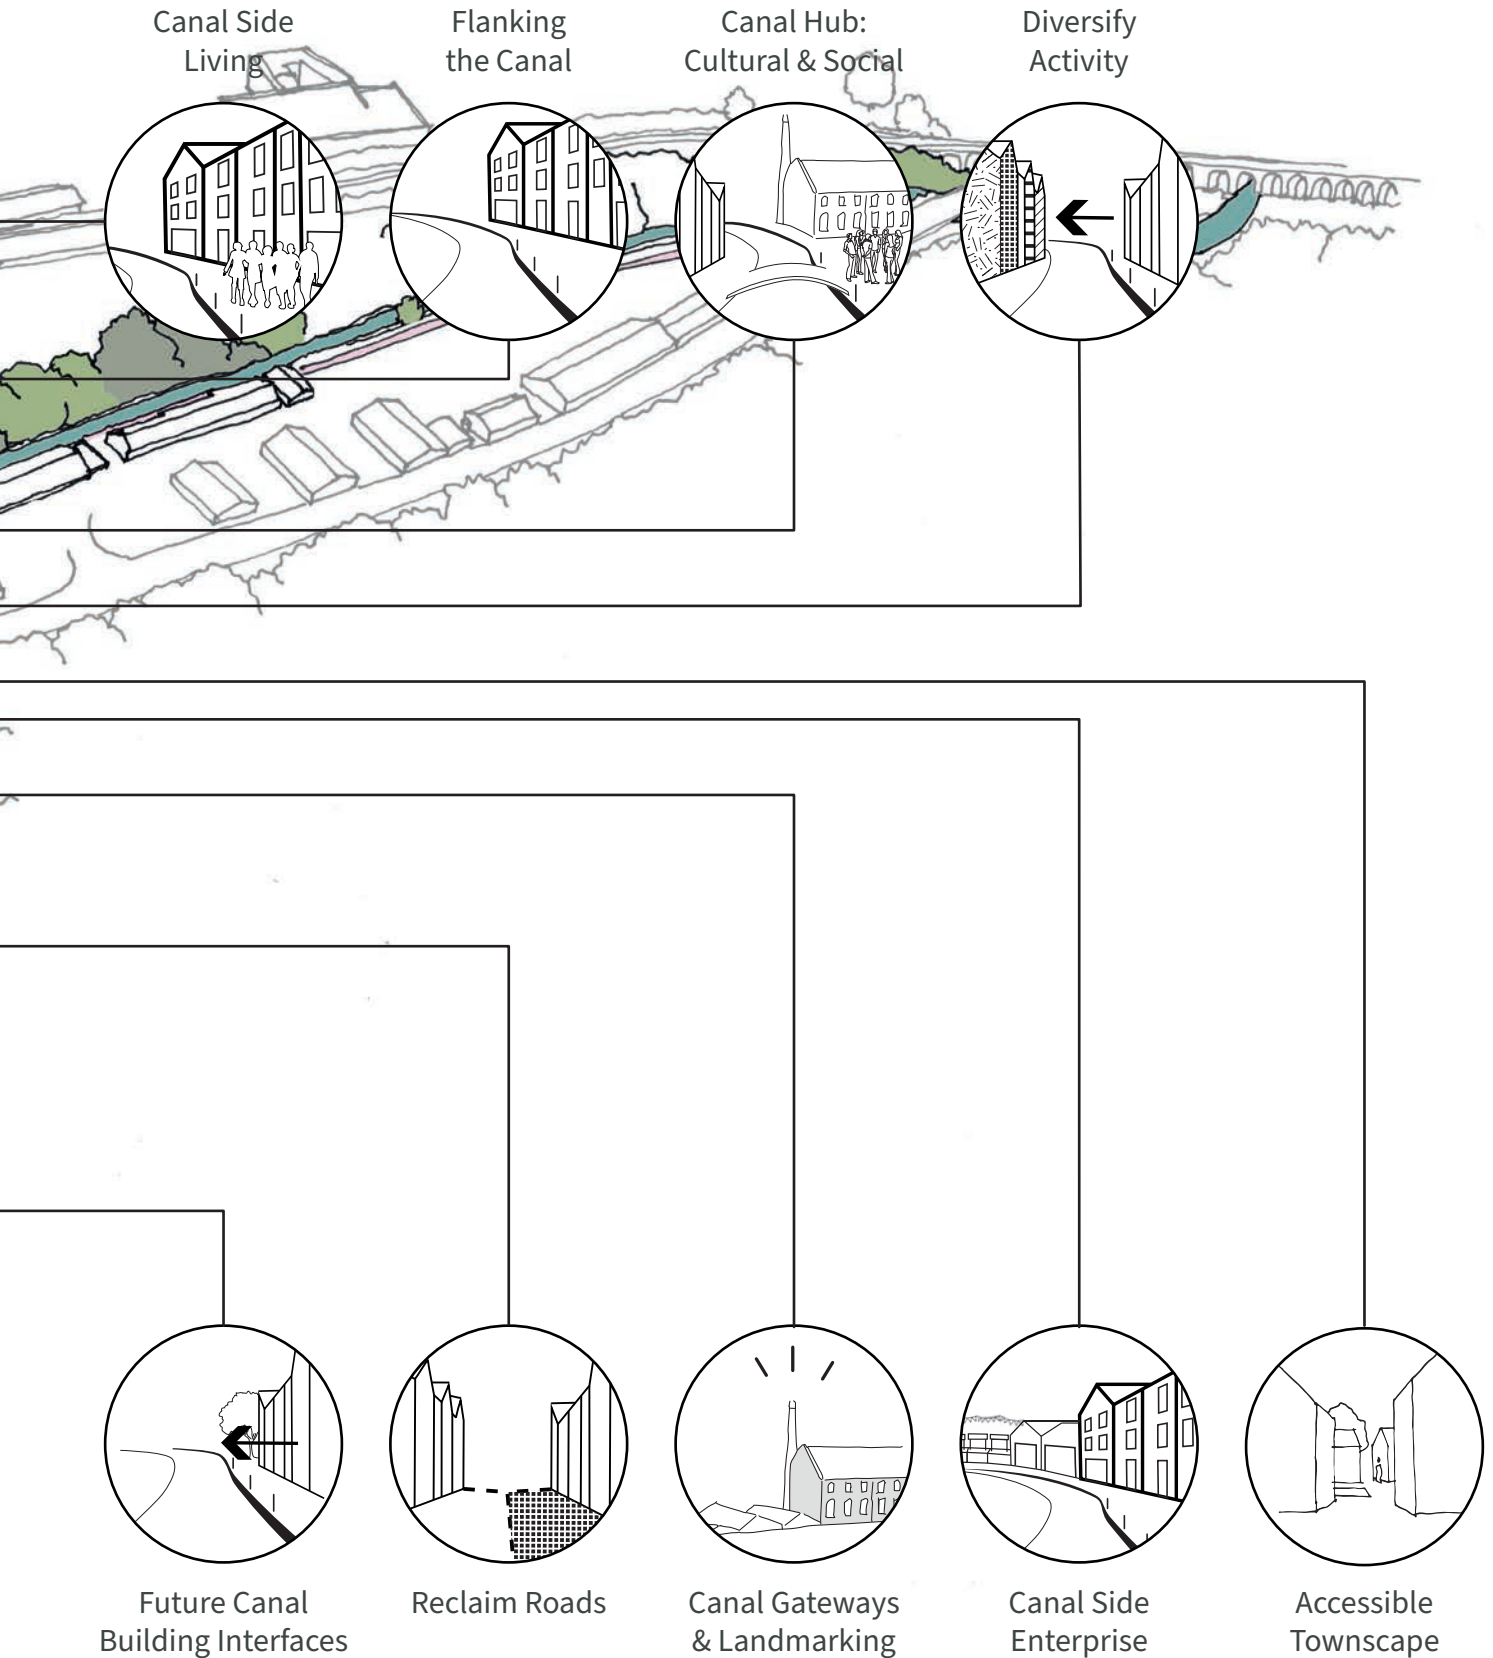 Canal Side
Living
Flanking
the Canal
Canal Hub:
Cultural & Social
Diversify
Activity
Future Canal
Building Interfaces
Reclaim Roads
Canal Gateways
& Landmarking
Canal Side
Enterprise
Accessible
Townscape